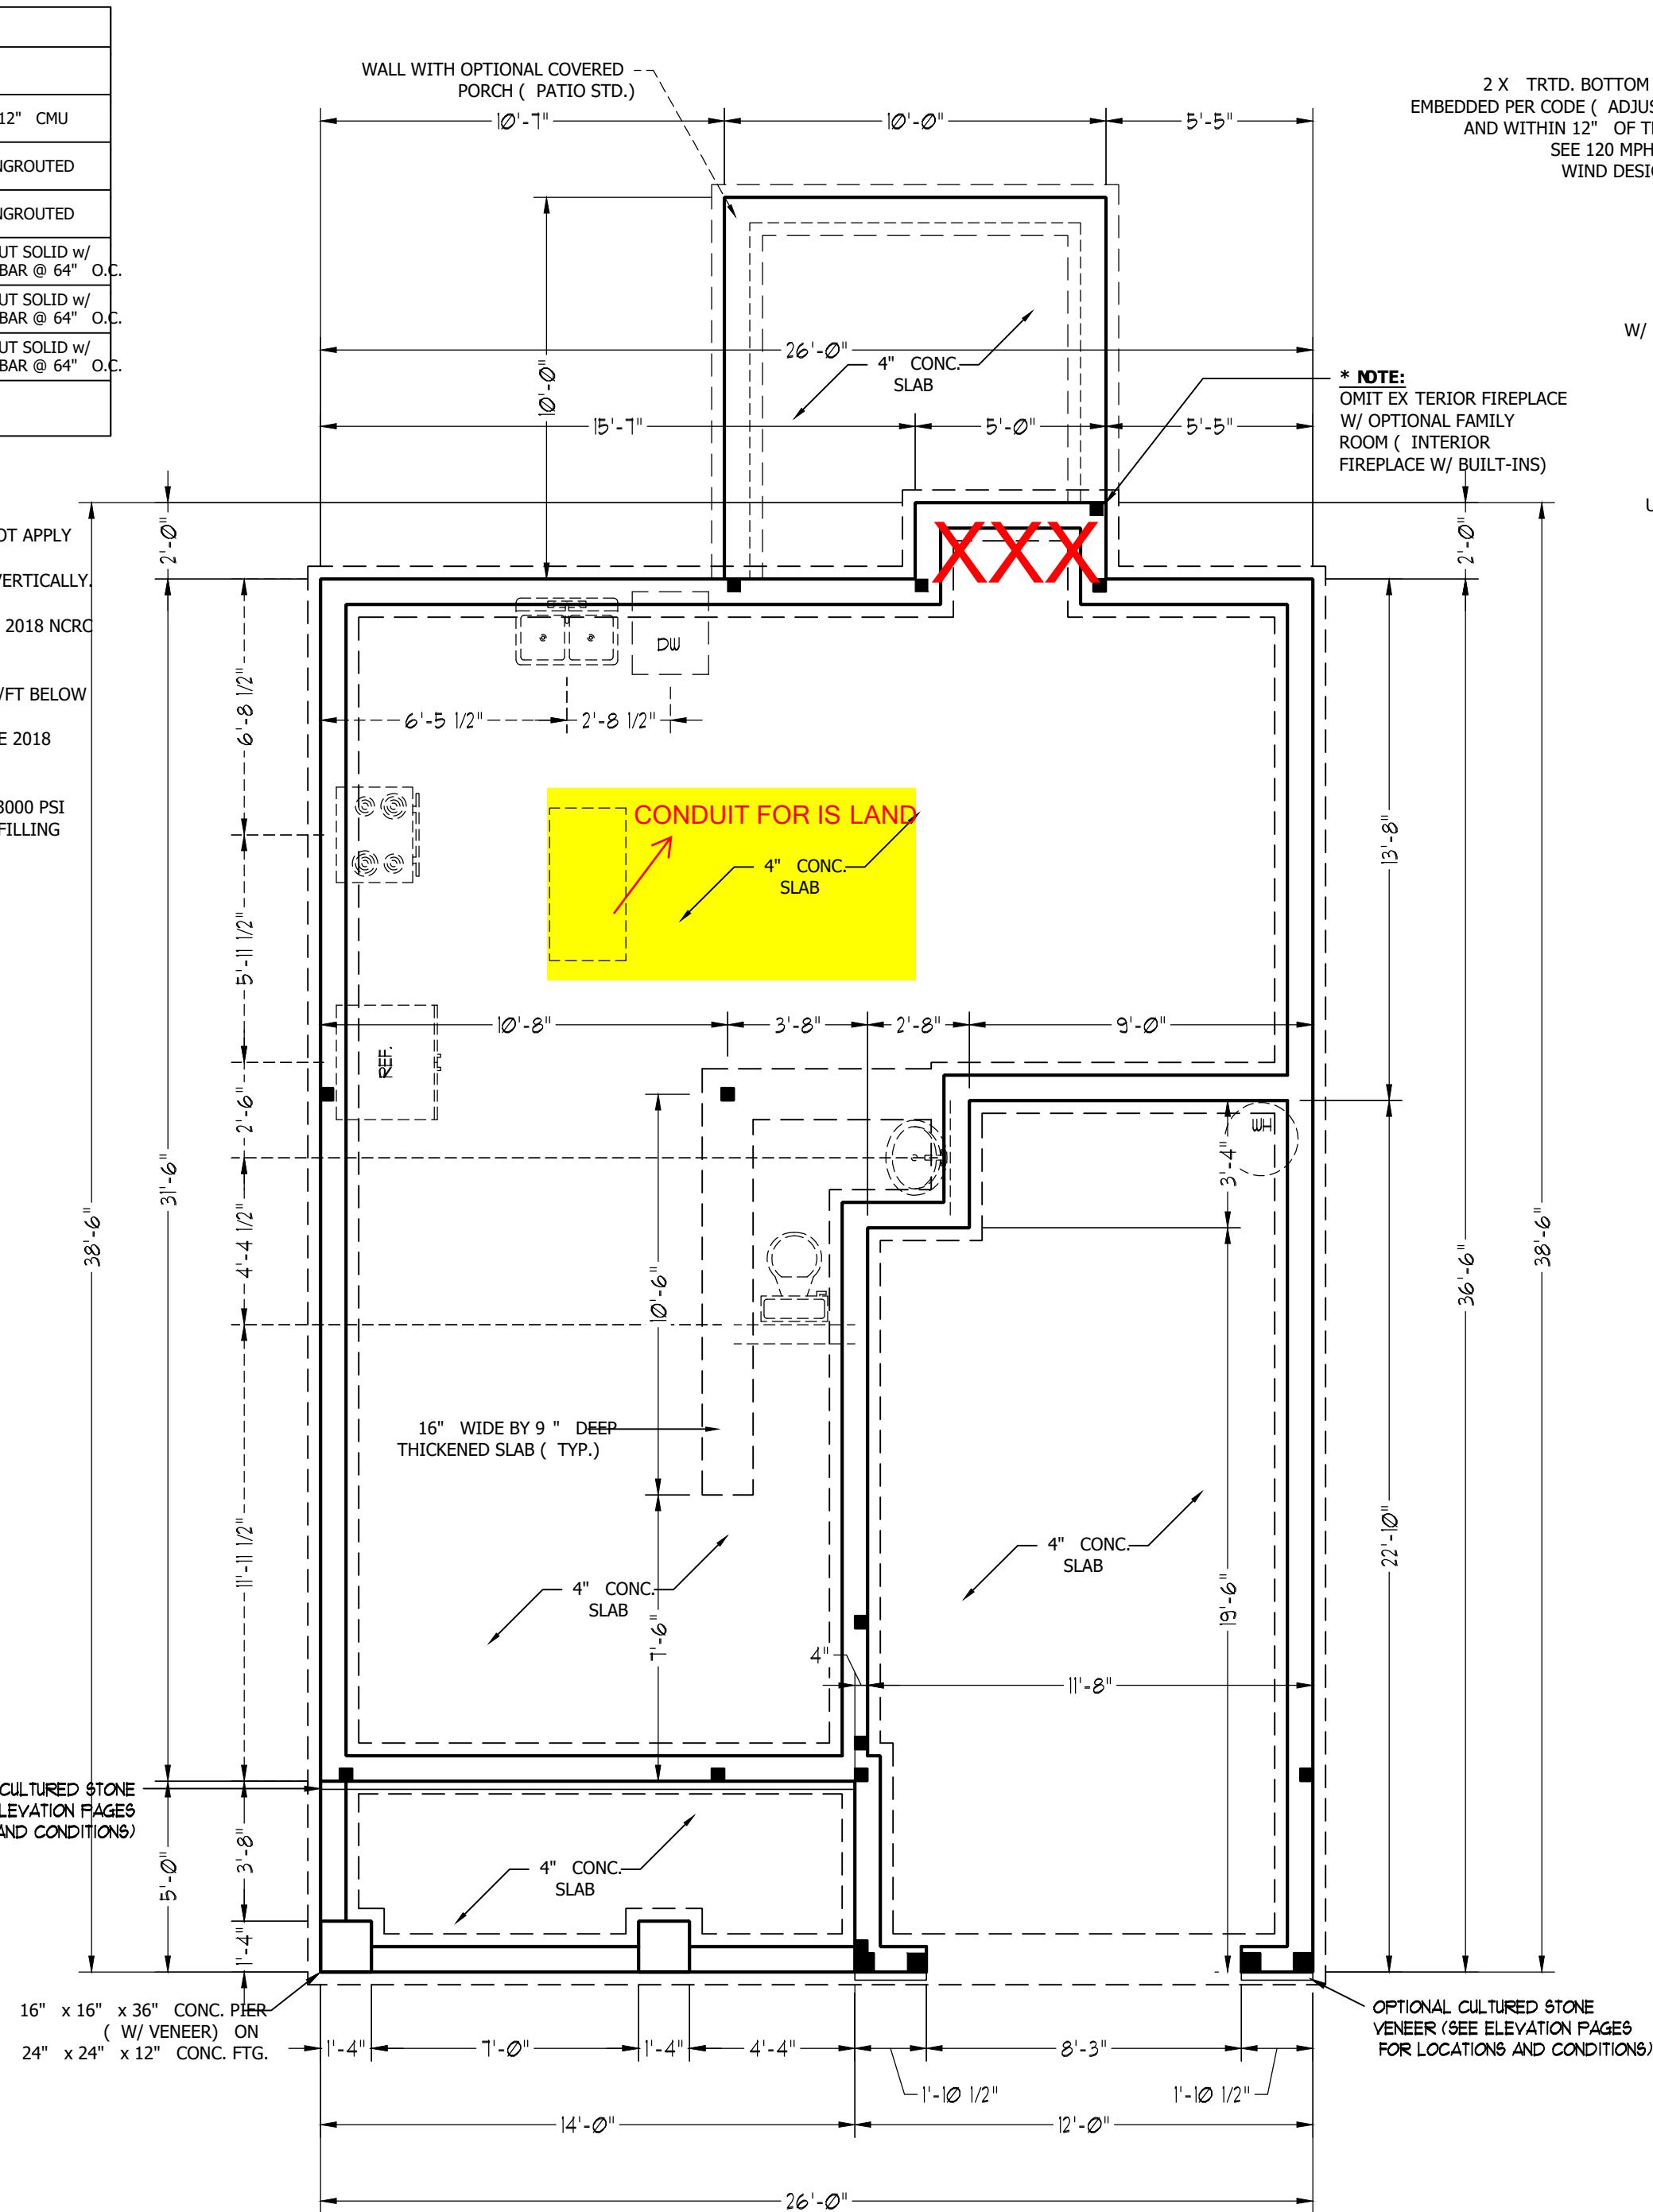 12" CMU
NGROUTED
NGROUTED
UT SOLID w/
BAR @ 64" O.C.
UT SOLID w/
BAR @ 64" O.C.
UT SOLID w/
BAR @ 64" O.C.
OT APPLY
VERTICALLY.
2018 NCRC
/FT BELOW
E 2018
3000 PSI
FILLING
WALL WITH OPTIONAL COVERED
PORCH ( PATIO STD.)
2 X TRTD. BOTTOM
EMBEDDED PER CODE ( ADJUS
AND WITHIN 12" OF T
SEE 120 MPH
WIND DESI
W/
U
10'-7" 10'-0" 5'-5"
26'-0"
10'-0"
4" CONC.
SLAB
15'-7" 5'-0" 5'-5"
* NOTE:
OMIT EX TERIOR FIREPLACE
W/ OPTIONAL FAMILY
ROOM ( INTERIOR
FIREPLACE W/ BUILT-INS)
2'-0"
2'-0"
XXX
DW
6'-5 1/2" 2'-8 1/2"
6'-8 1/2"
CONDUIT FOR IS LAND
4" CONC.
SLAB
13'-8"
5'-11 1/2"
10'-8" 3'-8" 2'-8" 9'-0"
REF.
2'-6"
WH
3'-4"
31'-6"
38'-6"
4'-4 1/2"
10'-6"
36'-6"
38'-6"
16" WIDE BY 9 " DEEP
THICKENED SLAB ( TYP.)
11'-11 1/2"
4" CONC.
SLAB
4" CONC.
SLAB
22'-10"
19'-6"
7'-6"
4"
11'-8"
CULTURED STONE
LEVATION PAGES
AND CONDITIONS)
5'-0"
3'-8"
4" CONC.
SLAB
1'-4"
16" x 16" x 36" CONC. PIER
( W/ VENEER) ON
24" x 24" x 12" CONC. FTG.
OPTIONAL CULTURED STONE
VENEER (SEE ELEVATION PAGES
FOR LOCATIONS AND CONDITIONS)
1'-4" 7'-0" 1'-4" 4'-4" 8'-3"
1'-10 1/2" 1'-10 1/2"
14'-0" 12'-0"
26'-0"